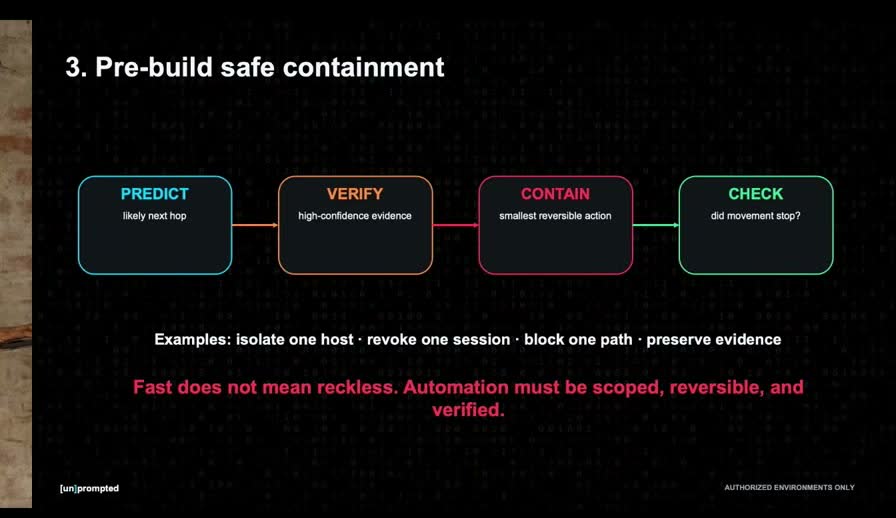 3. Pre-build safe containment
PREDICT
likely next hop
VERIFY
high-confidence evidence
CONTAIN
smallest reversible action
CHECK
did movement stop?
Examples: isolate one host · revoke one session · block one path · preserve evidence
Fast does not mean reckless. Automation must be scoped, reversible, and
verified.
[un]prompted
AUTHORIZED ENVIRONMENTS ONLY